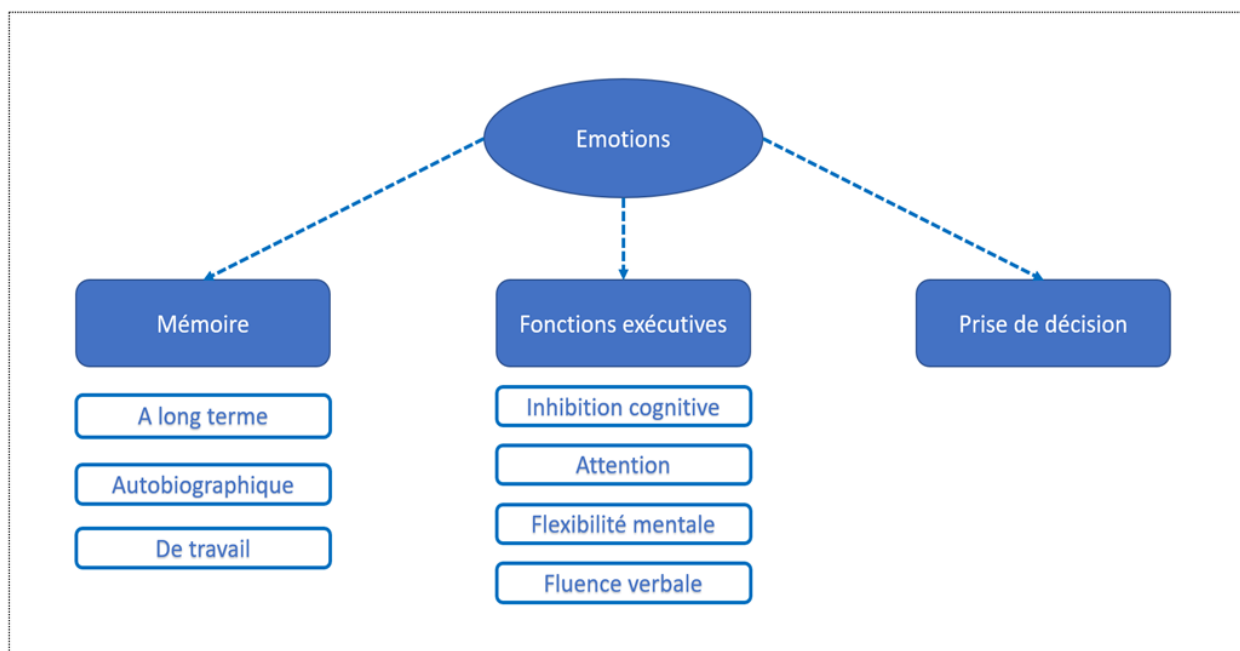 Emotions
Mémoire
Fonctions exécutives
Prise de décision
A long terme
Autobiographique
De travail
Inhibition cognitive
Attention
Flexibilité mentale
Fluence verbale